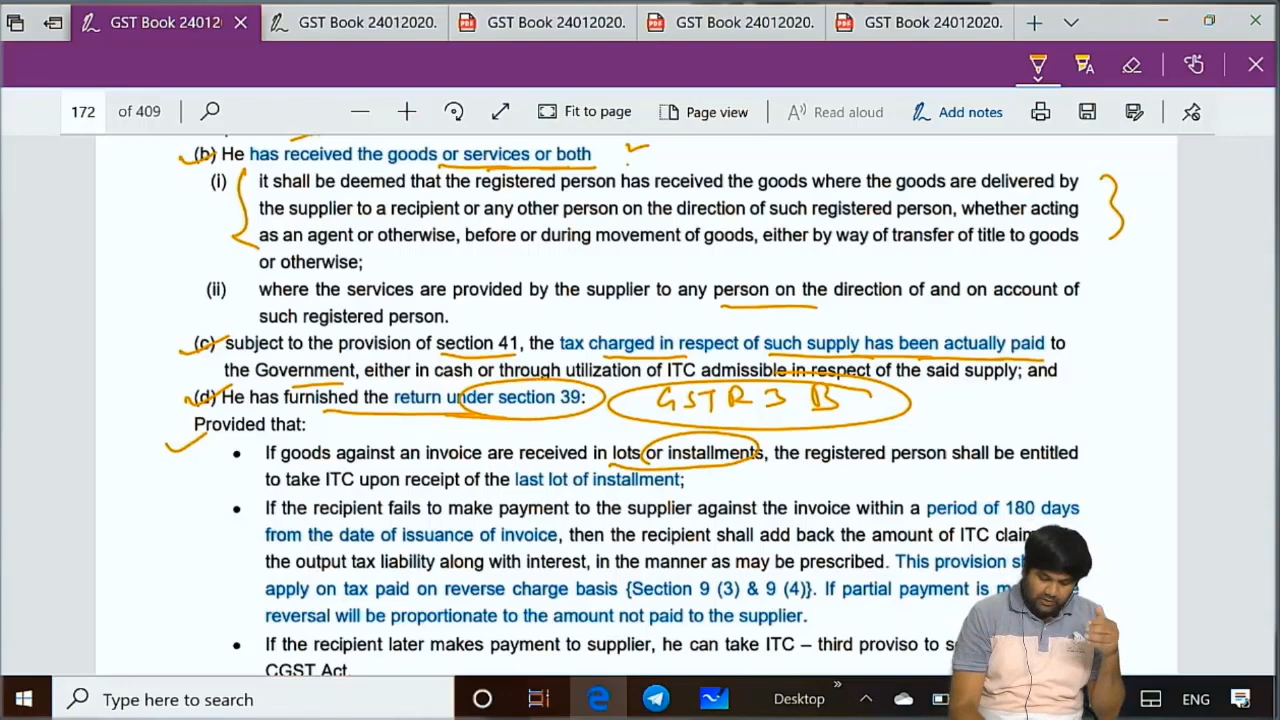 GST Book 24012
GST Book 24012020.
GST Book 24012020.
GST Book 24012020.
GST Book 24012020.
172 of 409
Fit to page
Page view
Read aloud
Add notes
(b) He has received the goods or services or both
(i) it shall be deemed that the registered person has received the goods where the goods are delivered by
the supplier to a recipient or any other person on the direction of such registered person, whether acting
as an agent or otherwise, before or during movement of goods, either by way of transfer of title to goods
or otherwise;
(ii) where the services are provided by the supplier to any person on the direction of and on account of
such registered person.
(c) subject to the provision of section 41, the tax charged in respect of such supply has been actually paid to
the Government, either in cash or through utilization of ITC admissible in respect of the said supply; and
(d) He has furnished the return under section 39: GSTR 3 B
Provided that:
• If goods against an invoice are received in lots or installments, the registered person shall be entitled
to take ITC upon receipt of the last lot of installment;
• If the recipient fails to make payment to the supplier against the invoice within a period of 180 days
from the date of issuance of invoice, then the recipient shall add back the amount of ITC
the output tax liability along with interest, in the manner as may be prescribed. This provision
apply on tax paid on reverse charge basis {Section 9 (3) & 9 (4)}. If partial payment is
reversal will be proportionate to the amount not paid to the supplier.
• If the recipient later makes payment to supplier, he can take ITC – third proviso to
CGST Act.
Type here to search
Desktop
ENG